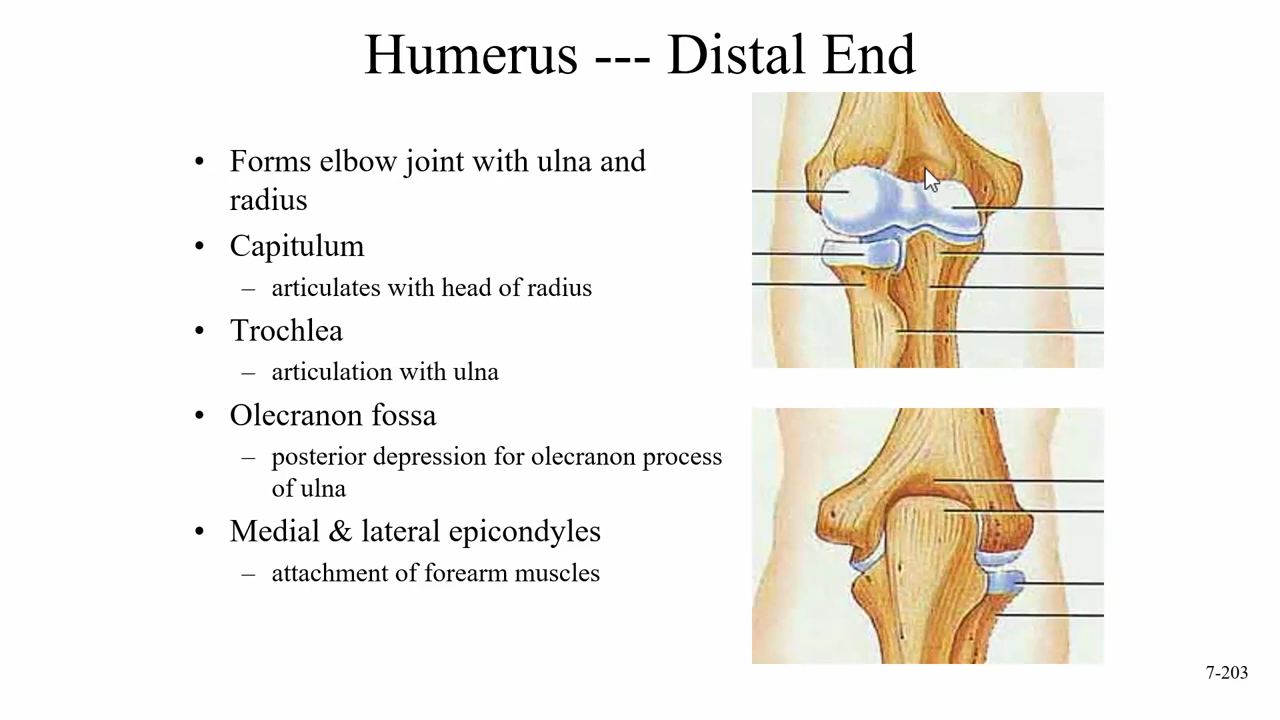 Humerus --- Distal End
• Forms elbow joint with ulna and
radius
• Capitulum
– articulates with head of radius
• Trochlea
– articulation with ulna
• Olecranon fossa
– posterior depression for olecranon process
of ulna
• Medial & lateral epicondyles
– attachment of forearm muscles
7-203